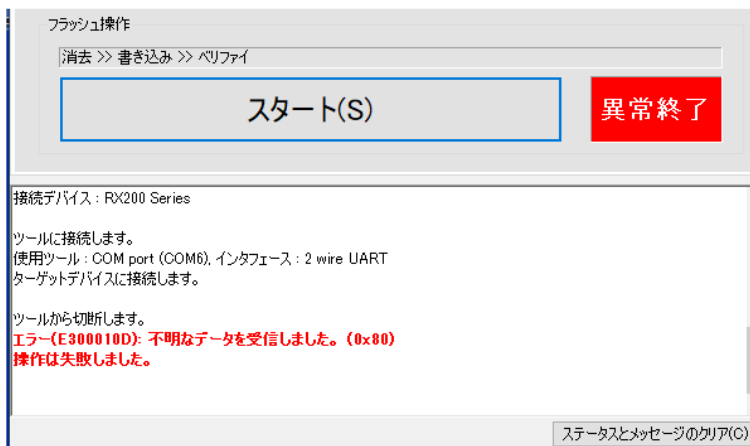 フラッシュ操作
消去 >> 書き込み >> ベリファイ
スタート(S)
異常終了
接続デバイス : RX200 Series
ツールに接続します。
使用ツール : COM port (COM6), インタフェース : 2 wire UART
ターゲットデバイスに接続します。
ツールから切断します。
エラー(E300010D): 不明なデータを受信しました。(0x80)
操作は失敗しました。
ステータスとメッセージのクリア(C)